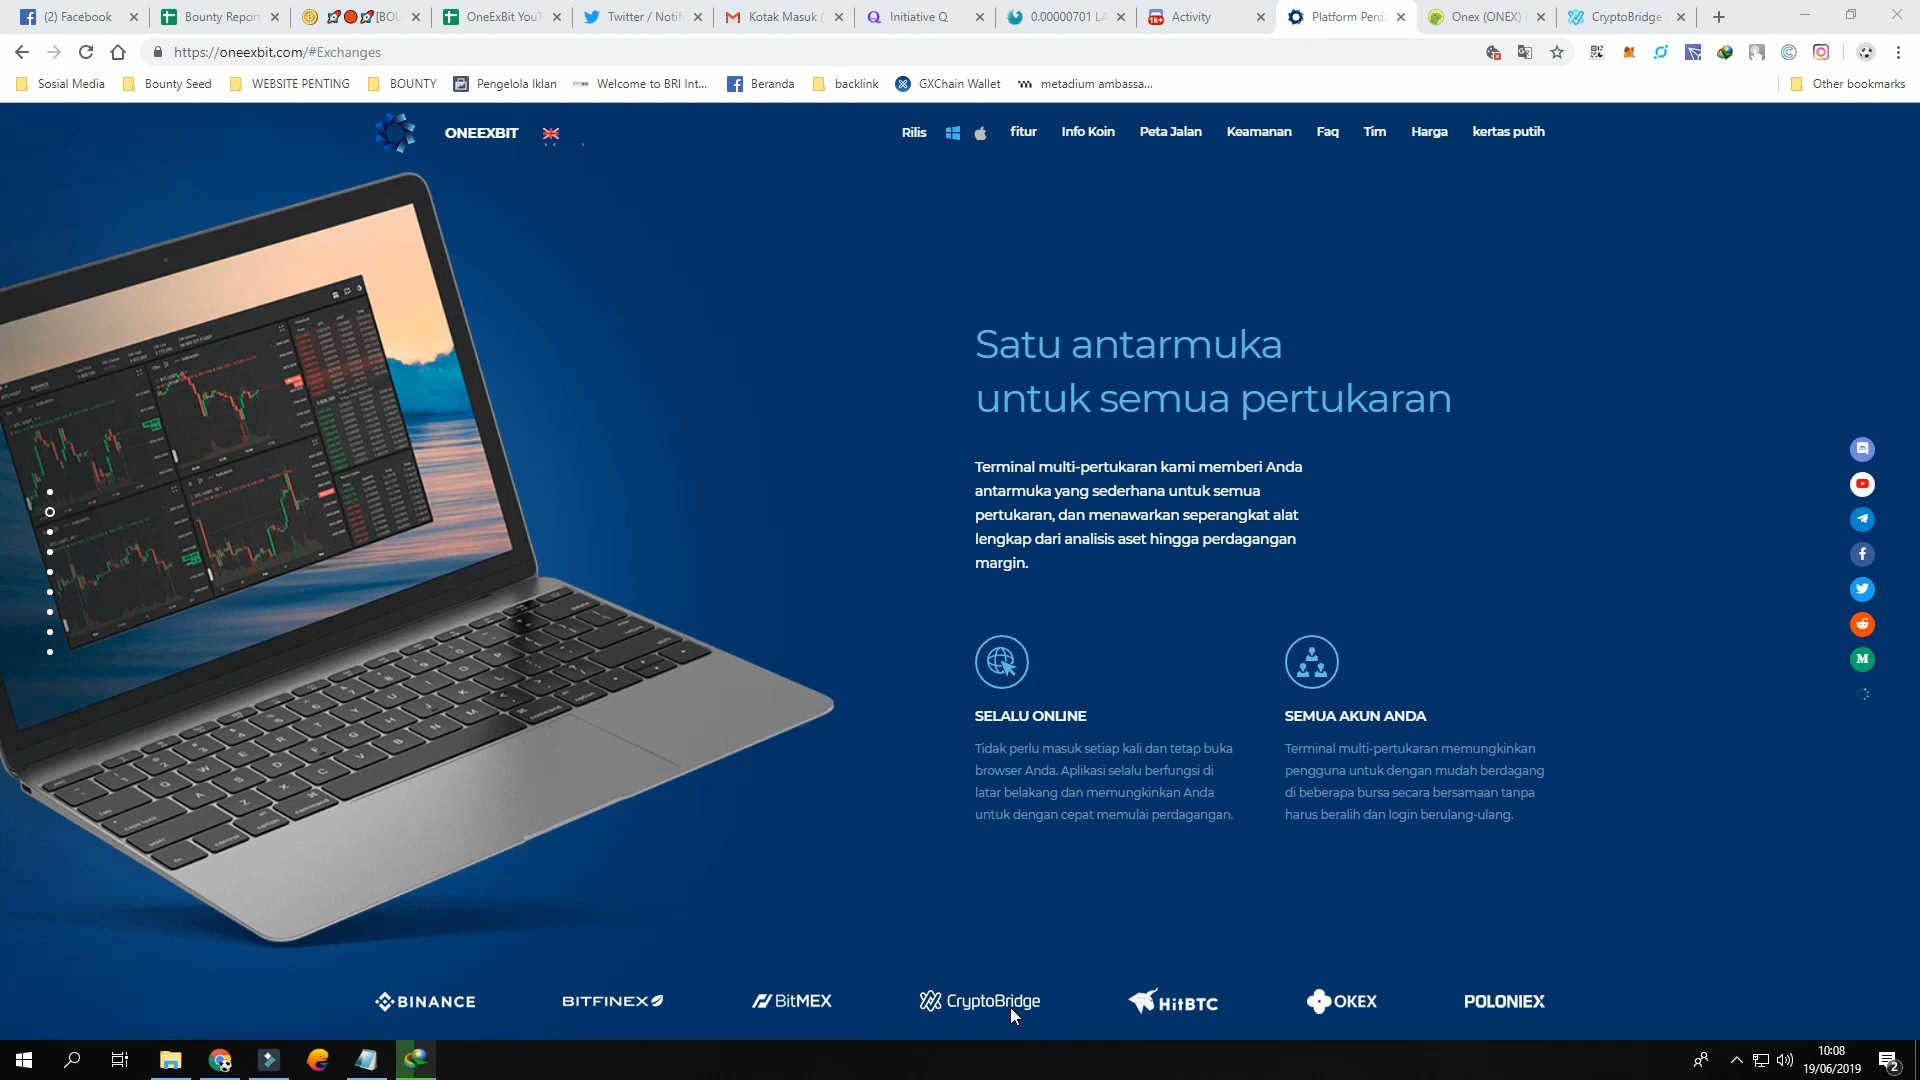 (2) Facebook
Bounty Report
[BOU
OneExBit YouT
Twitter / Notifi
Kotak Masuk (
Initiative Q
0.00000701 LA
Activity
Platform Perda
Onex (ONEX)
CryptoBridge
https://oneexbit.com/#Exchanges
Sosial Media
Bounty Seed
WEBSITE PENTING
BOUNTY
Pengelola Iklan
Welcome to BRI Int...
Beranda
backlink
GXChain Wallet
metadium ambassa...
Other bookmarks
ONEEXBIT
Rilis
fitur
Info Koin
Peta Jalan
Keamanan
Faq
Tim
Harga
kertas putih
Satu antarmuka
untuk semua pertukaran
Terminal multi-pertukaran kami memberi Anda
antarmuka yang sederhana untuk semua
pertukaran, dan menawarkan seperangkat alat
lengkap dari analisis aset hingga perdagangan
margin.
SELALU ONLINE
Tidak perlu masuk setiap kali dan tetap buka
browser Anda. Aplikasi selalu berfungsi di
latar belakang dan memungkinkan Anda
untuk dengan cepat memulai perdagangan.
SEMUA AKUN ANDA
Terminal multi-pertukaran memungkinkan
pengguna untuk dengan mudah berdagang
di beberapa bursa secara bersamaan tanpa
harus beralih dan login berulang-ulang.
BINANCE
BITFINEX
BitMEX
CryptoBridge
HitBTC
OKEX
POLONIEX
10:08
19/06/2019
2